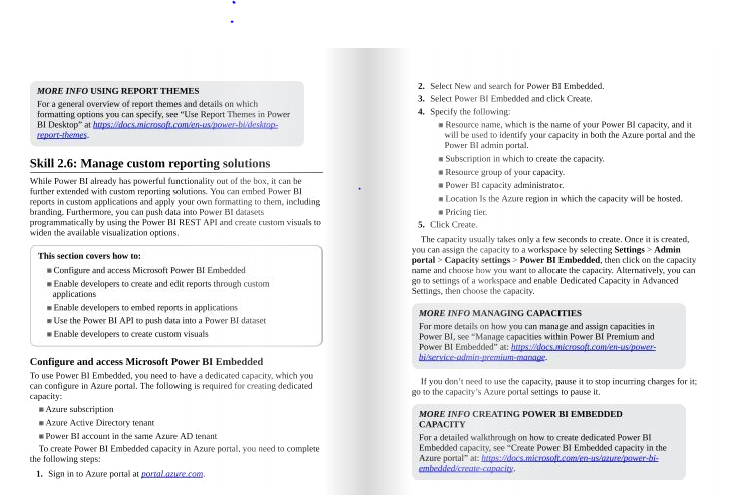 MORE INFO USING REPORT THEMES
For a general overview of report themes and details on which
formatting options you can specify, see “Use Report Themes in Power
BI Desktop” at https://docs.microsoft.com/en-us/power-bi/desktop-
report-themes.
Skill 2.6: Manage custom reporting solutions
While Power BI already has powerful functionality out of the box, it can be
further extended with custom reporting solutions. You can embed Power BI
reports in custom applications and apply your own formatting to them, including
branding. Furthermore, you can push data into Power BI datasets
programmatically by using the Power BI REST API and create custom visuals to
widen the available visualization options.
This section covers how to:
■ Configure and access Microsoft Power BI Embedded
■ Enable developers to create and edit reports through custom
applications
■ Enable developers to embed reports in applications
■ Use the Power BI API to push data into a Power BI dataset
■ Enable developers to create custom visuals
Configure and access Microsoft Power BI Embedded
To use Power BI Embedded, you need to have a dedicated capacity, which you
can configure in Azure portal. The following is required for creating dedicated
capacity:
■ Azure subscription
■ Azure Active Directory tenant
■ Power BI account in the same Azure AD tenant
To create Power BI Embedded capacity in Azure portal, you need to complete
the following steps:
1. Sign in to Azure portal at portal.azure.com.
2. Select New and search for Power BI Embedded.
3. Select Power BI Embedded and click Create.
4. Specify the following:
■ Resource name, which is the name of your Power BI capacity, and it
will be used to identify your capacity in both the Azure portal and the
Power BI admin portal.
■ Subscription in which to create the capacity.
■ Resource group of your capacity.
■ Power BI capacity administrator.
■ Location Is the Azure region in which the capacity will be hosted.
■ Pricing tier.
5. Click Create.
The capacity usually takes only a few seconds to create. Once it is created,
you can assign the capacity to a workspace by selecting Settings > Admin
portal > Capacity settings > Power BI Embedded, then click on the capacity
name and choose how you want to allocate the capacity. Alternatively, you can
go to settings of a workspace and enable Dedicated Capacity in Advanced
Settings, then choose the capacity.
MORE INFO MANAGING CAPACITIES
For more details on how you can manage and assign capacities in
Power BI, see “Manage capacities within Power BI Premium and
Power BI Embedded” at: https://docs.microsoft.com/en-us/power-
bi/service-admin-premium-manage.
If you don’t need to use the capacity, pause it to stop incurring charges for it;
go to the capacity’s Azure portal settings to pause it.
MORE INFO CREATING POWER BI EMBEDDED
CAPACITY
For a detailed walkthrough on how to create dedicated Power BI
Embedded capacity, see “Create Power BI Embedded capacity in the
Azure portal” at: https://docs.microsoft.com/en-us/azure/power-bi-
embedded/create-capacity.